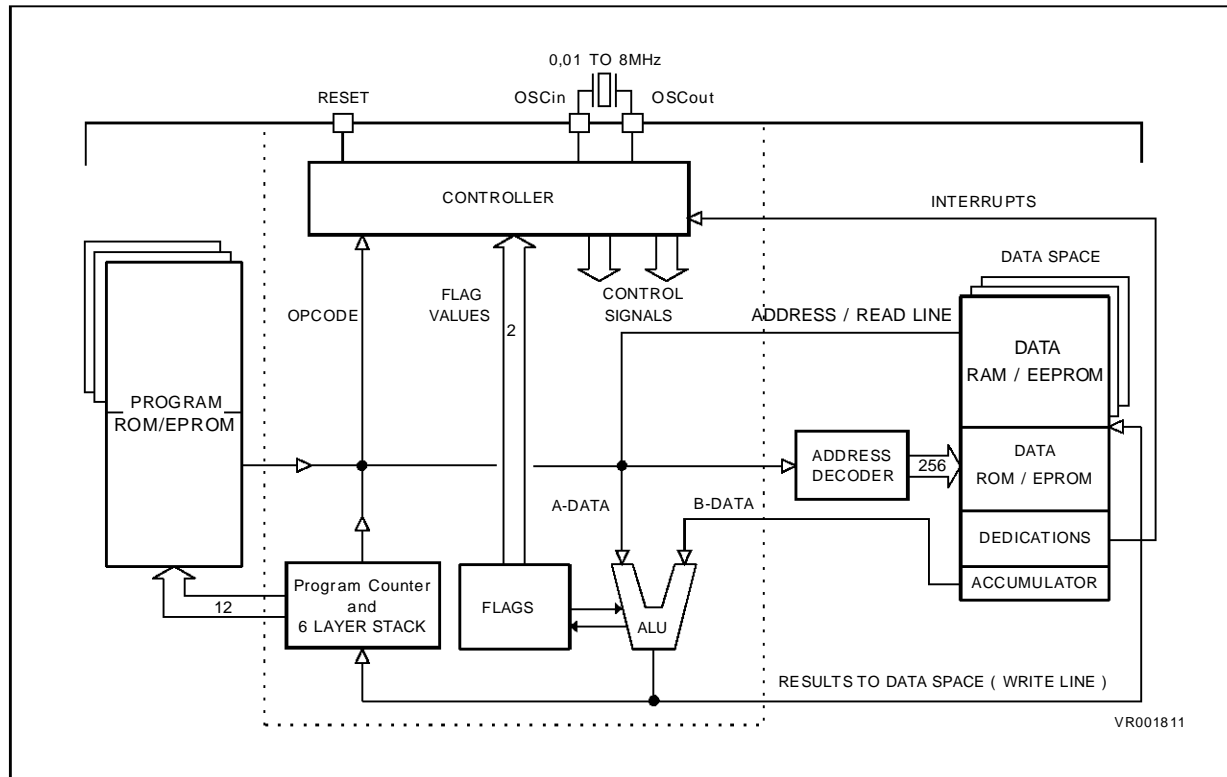 0,01 TO 8MHz
RESET
OSCin
OSCout
CONTROLLER
INTERRUPTS
DATA SPACE
OPCODE
FLAG
VALUES
2
CONTROL
SIGNALS
ADDRESS / READ LINE
DATA
RAM / EEPROM
PROGRAM
ROM/EPROM
ADDRESS
DECODER
256
DATA
ROM / EPROM
A-DATA
B-DATA
DEDICATIONS
ACCUMULATOR
12
Program Counter
and
6 LAYER STACK
FLAGS
ALU
RESULTS TO DATA SPACE ( WRITE LINE )
VR001811